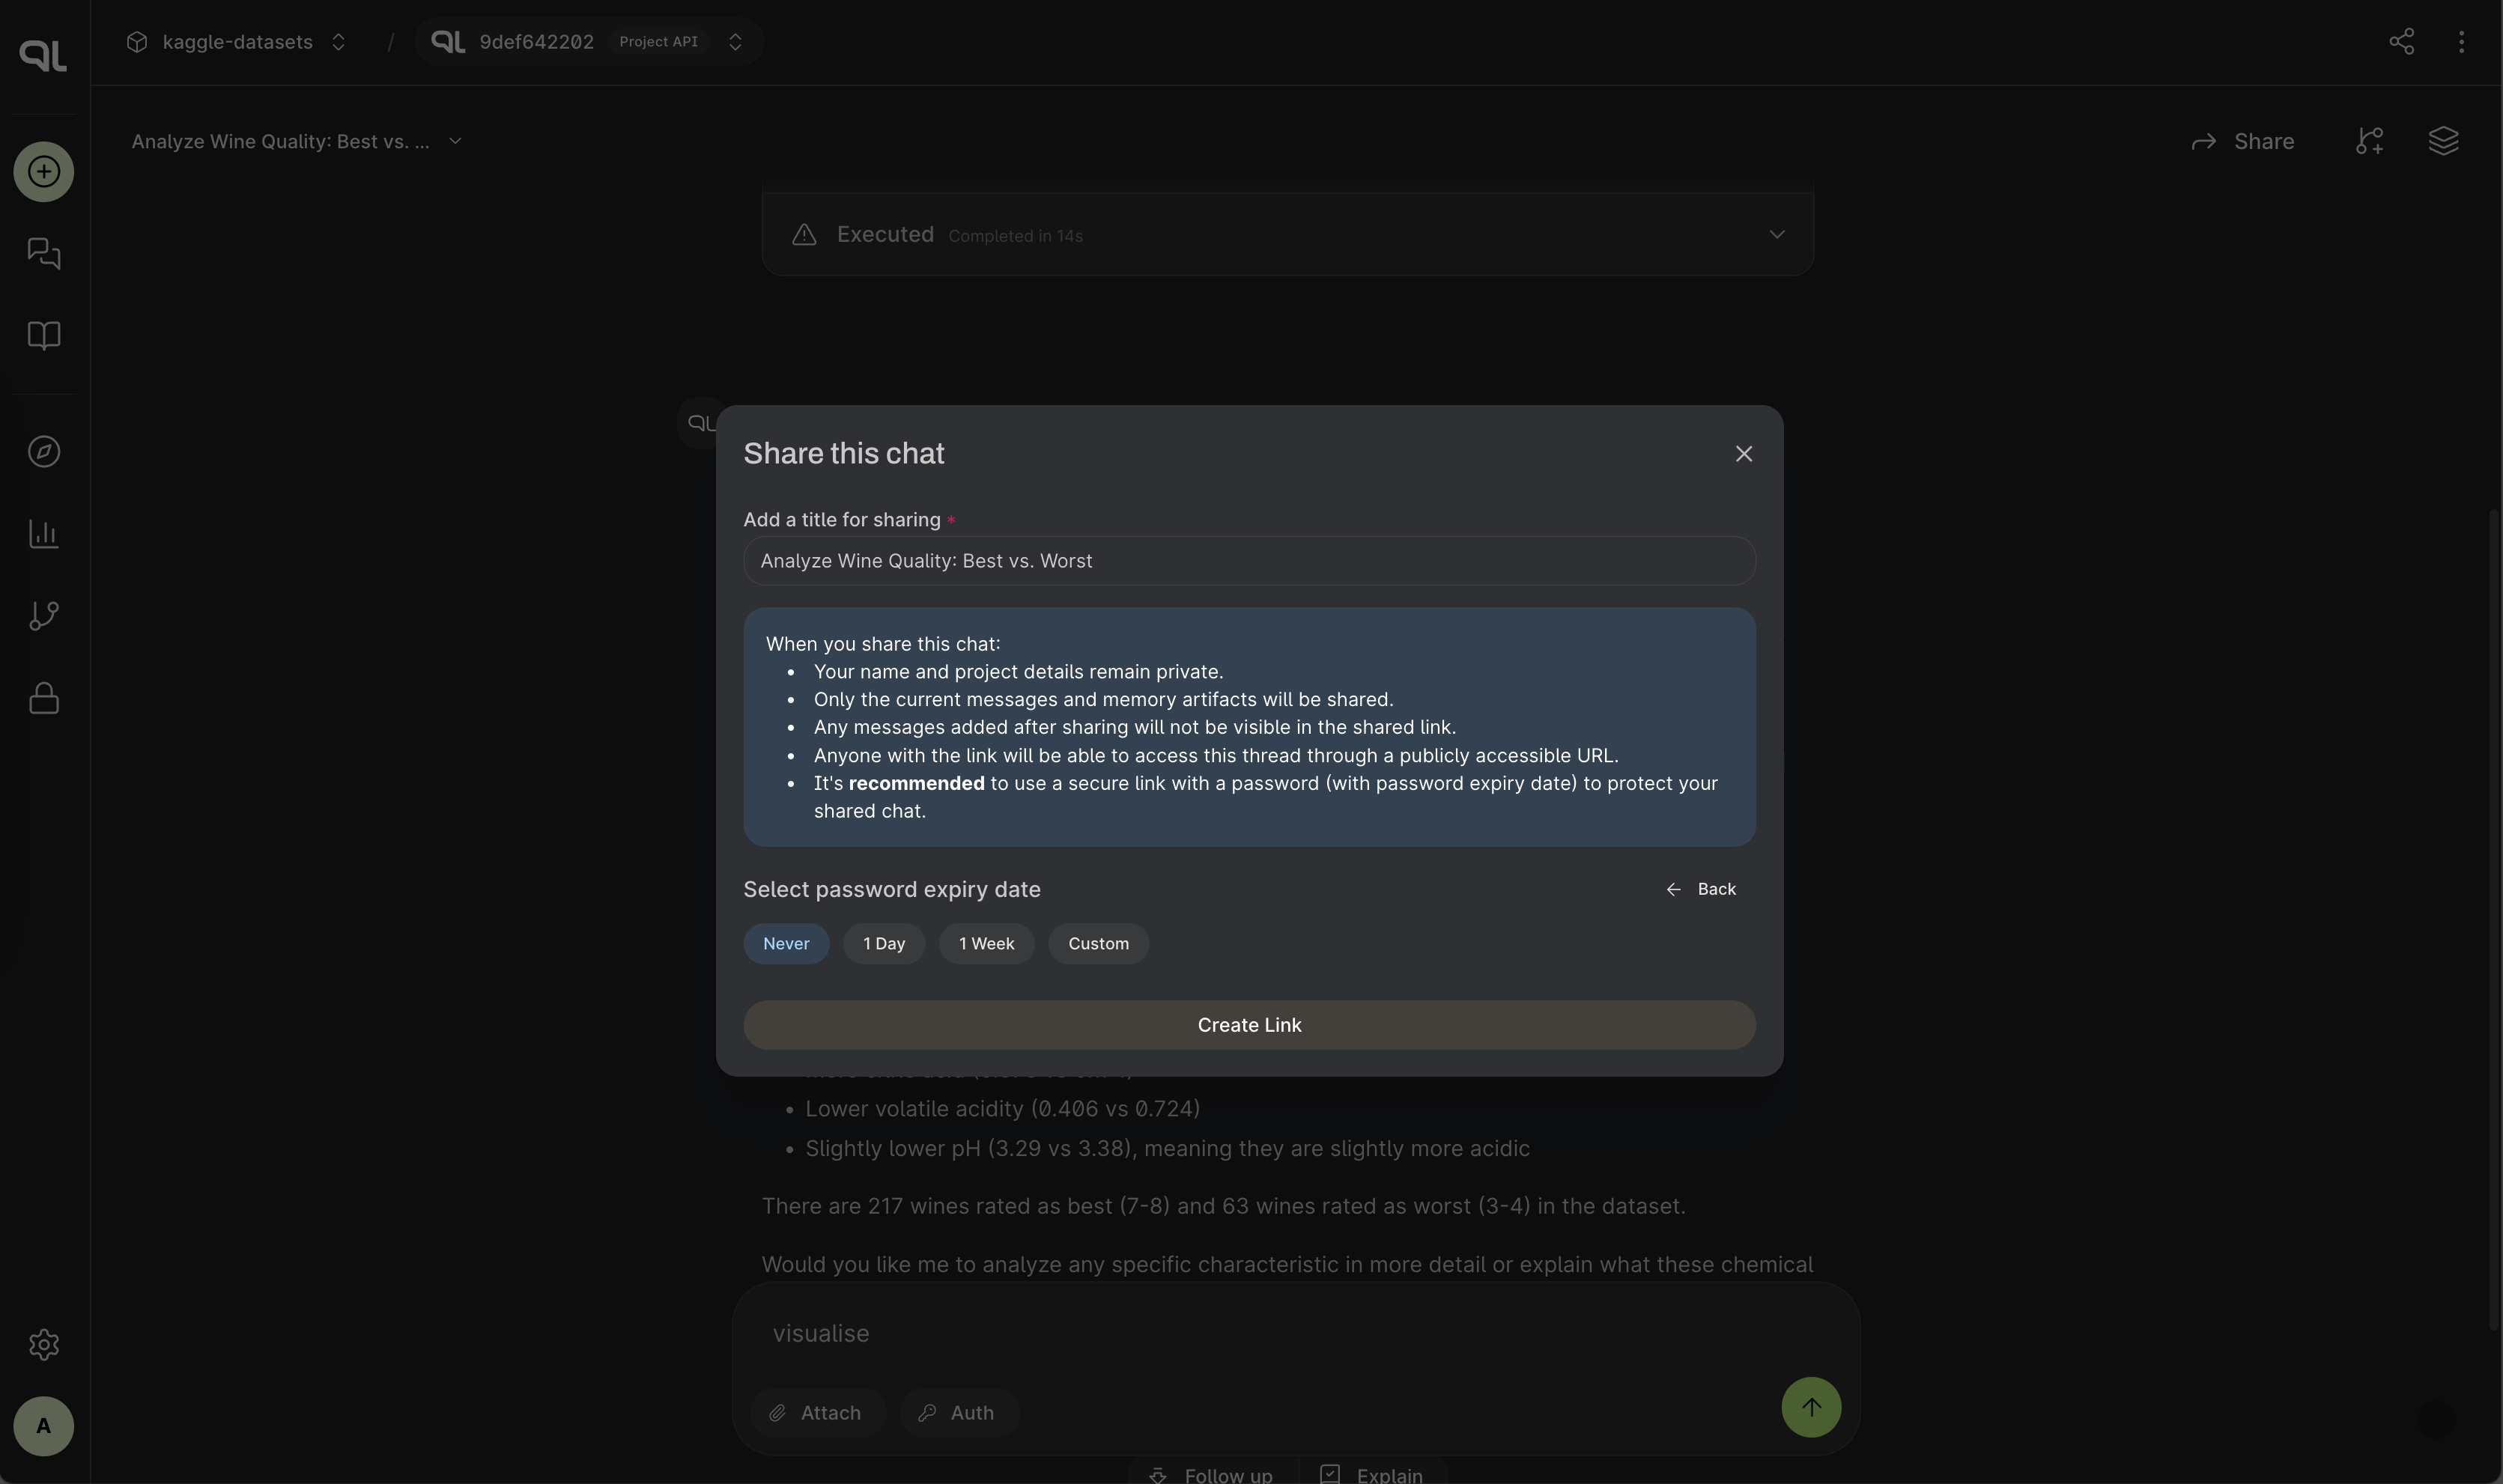 kaggle-datasets / 9def642202 Project API
Analyze Wine Quality: Best vs. ...
Share
Executed Completed in 14s
Share this chat
Add a title for sharing *
Analyze Wine Quality: Best vs. Worst
When you share this chat:
• Your name and project details remain private.
• Only the current messages and memory artifacts will be shared.
• Any messages added after sharing will not be visible in the shared link.
• Anyone with the link will be able to access this thread through a publicly accessible URL.
• It's recommended to use a secure link with a password (with password expiry date) to protect your
shared chat.
Select password expiry date
Back
Never 1 Day 1 Week Custom
Create Link
• Lower volatile acidity (0.406 vs 0.724)
• Slightly lower pH (3.29 vs 3.38), meaning they are slightly more acidic
There are 217 wines rated as best (7-8) and 63 wines rated as worst (3-4) in the dataset.
Would you like me to analyze any specific characteristic in more detail or explain what these chemical
visualise
Attach Auth
A
Follow up Explain